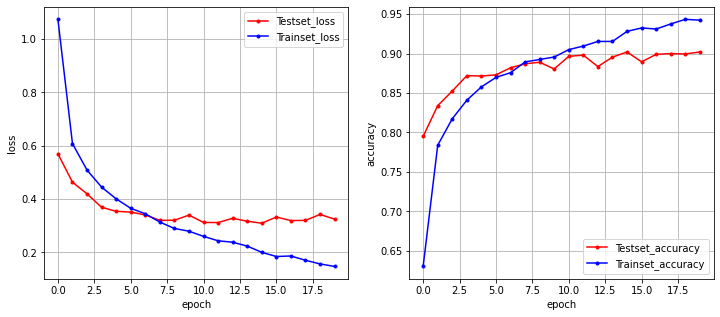 Testset_loss
Trainset_loss
1.0
0.8
0.6
0.4
0.2
loss
0.0 2.5 5.0 7.5 10.0 12.5 15.0 17.5
epoch
0.95
0.90
0.85
0.80
0.75
0.70
0.65
accuracy
Testset_accuracy
Trainset_accuracy
0.0 2.5 5.0 7.5 10.0 12.5 15.0 17.5
epoch